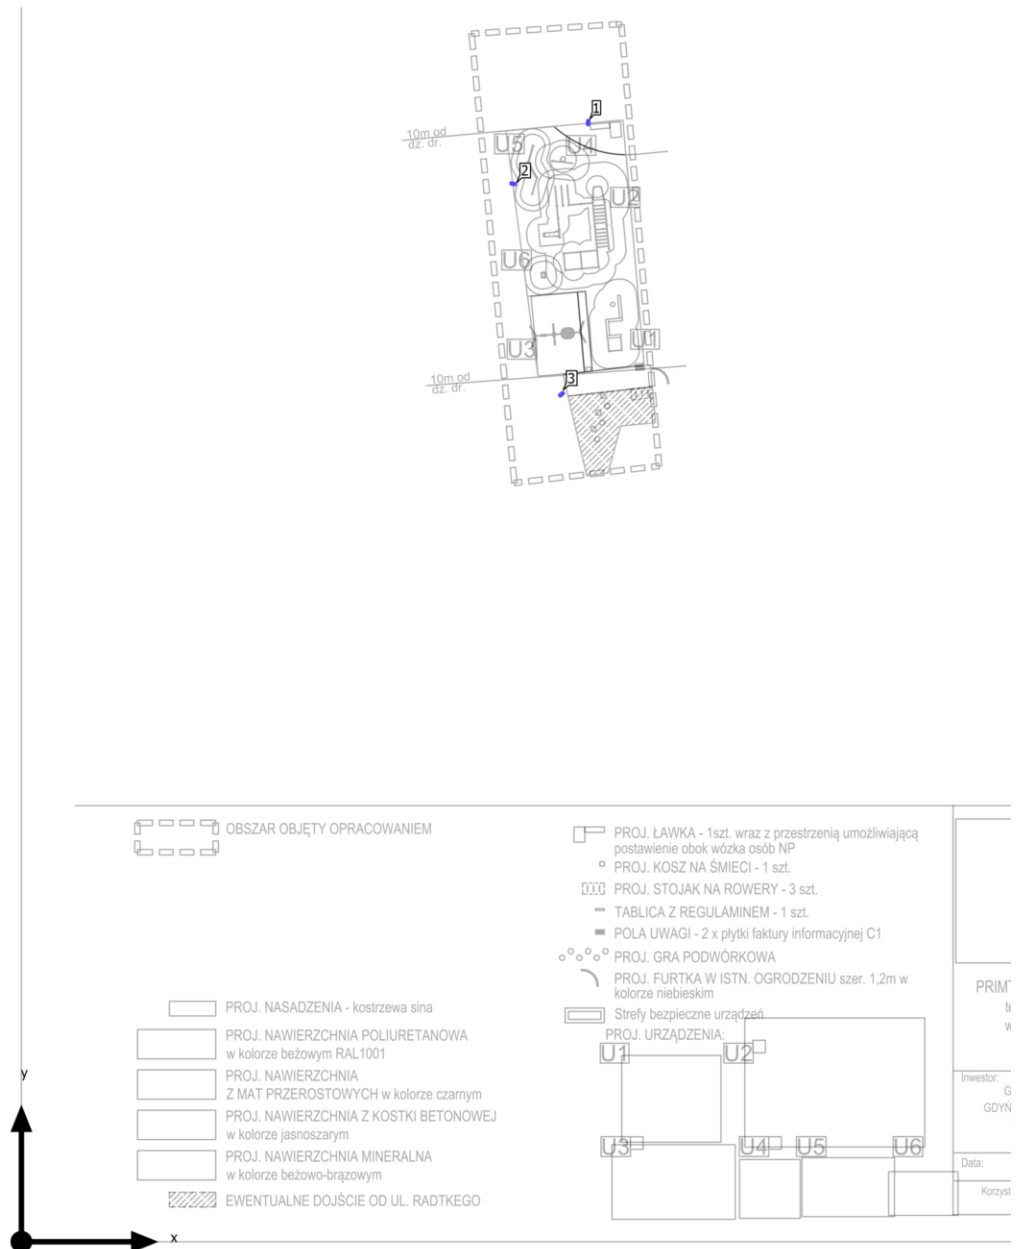 1
10m od
dz. dr.
U5
U4
2
U2
U6
U1
U3
10m od
dz. dr.
3
OBSZAR OBJĘTY OPRACOWANIEM
PROJ. NASADZENIA - kostrzewa sina
PROJ. NAWIERZCHNIA POLIURETANOWA
w kolorze beżowym RAL1001
PROJ. NAWIERZCHNIA
Z MAT PRZEROSTOWYCH w kolorze czarnym
PROJ. NAWIERZCHNIA Z KOSTKI BETONOWEJ
w kolorze jasnoszarym
PROJ. NAWIERZCHNIA MINERALNA
w kolorze beżowo-brązowym
EWENTUALNE DOJŚCIE OD UL. RADTKEGO
PROJ. ŁAWKA - 1szt. wraz z przestrzenią umożliwiającą
postawienie obok wózka osób NP
PROJ. KOSZ NA ŚMIECI - 1 szt.
PROJ. STOJAK NA ROWERY - 3 szt.
TABLICA Z REGULAMINEM - 1 szt.
POLA UWAGI - 2 x płytki faktury informacyjnej C1
PROJ. GRA PODWÓRKOWA
PROJ. FURTKA W ISTN. OGRODZENIU szer. 1,2m w
kolorze niebieskim
Strefy bezpieczne urządzeń
PROJ. URZĄDZENIA:
U1
U2
U3
U4
U5
U6
PRIMT
te
w
Inwestor:
G
GDYŃ
Data:
Korzyst
y
x